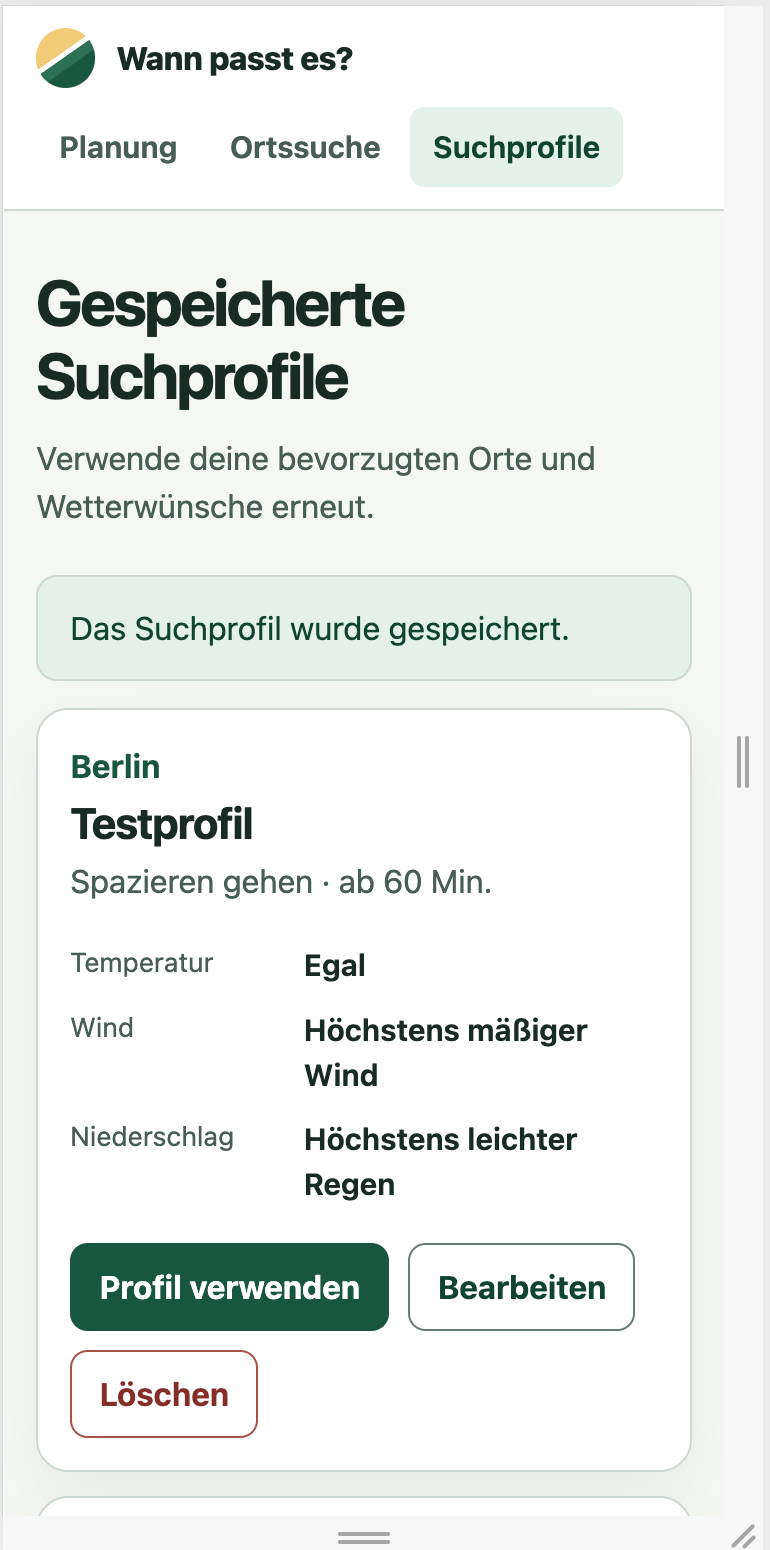 Wann passt es?
Planung Ortssuche Suchprofile
Gespeicherte
Suchprofile
Verwende deine bevorzugten Orte und
Wetterwünsche erneut.
Das Suchprofil wurde gespeichert.
Berlin
Testprofil
Spazieren gehen · ab 60 Min.
Temperatur Egal
Wind Höchstens mäßiger
Wind
Niederschlag Höchstens leichter
Regen
Profil verwenden Bearbeiten
Löschen